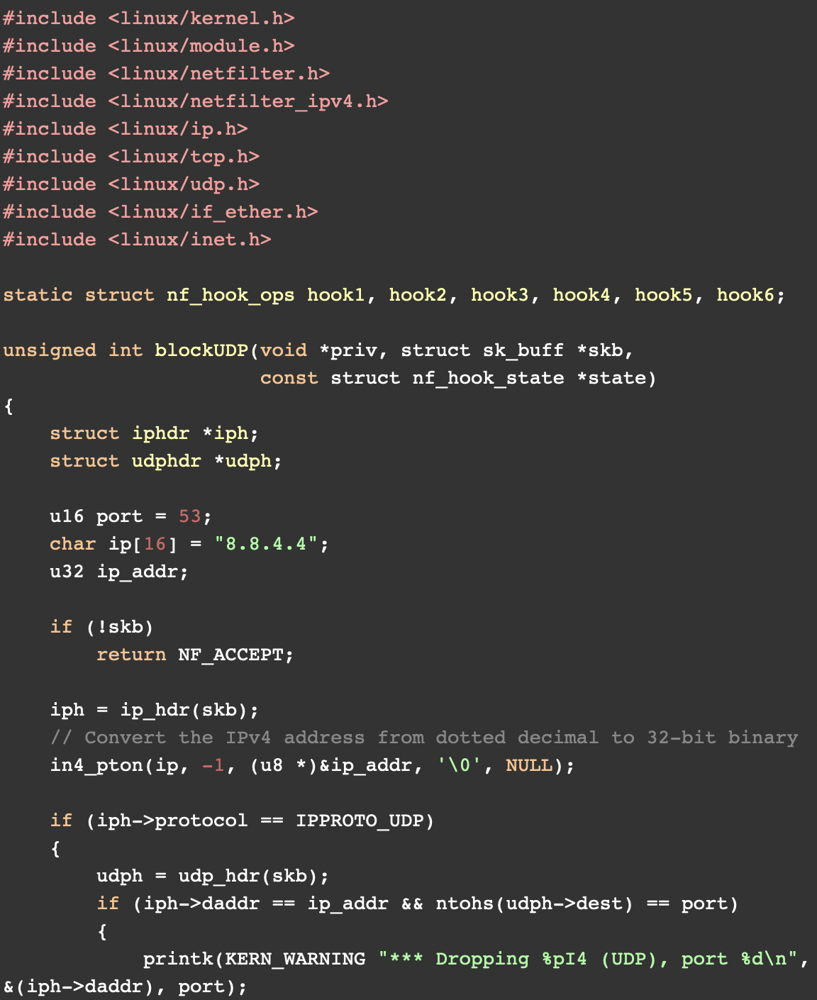 #include <linux/kernel.h>
#include <linux/module.h>
#include <linux/netfilter.h>
#include <linux/netfilter_ipv4.h>
#include <linux/ip.h>
#include <linux/tcp.h>
#include <linux/udp.h>
#include <linux/if_ether.h>
#include <linux/inet.h>

static struct nf_hook_ops hook1, hook2, hook3, hook4, hook5, hook6;

unsigned int blockUDP(void *priv, struct sk_buff *skb,
                      const struct nf_hook_state *state)
{
    struct iphdr *iph;
    struct udphdr *udph;

    u16 port = 53;
    char ip[16] = "8.8.4.4";
    u32 ip_addr;

    if (!skb)
        return NF_ACCEPT;

    iph = ip_hdr(skb);
    // Convert the IPv4 address from dotted decimal to 32-bit binary
    in4_pton(ip, -1, (u8 *)&ip_addr, '\0', NULL);

    if (iph->protocol == IPPROTO_UDP)
    {
        udph = udp_hdr(skb);
        if (iph->daddr == ip_addr && ntohs(udph->dest) == port)
        {
            printk(KERN_WARNING "*** Dropping %pI4 (UDP), port %d\n",
&(iph->daddr), port);